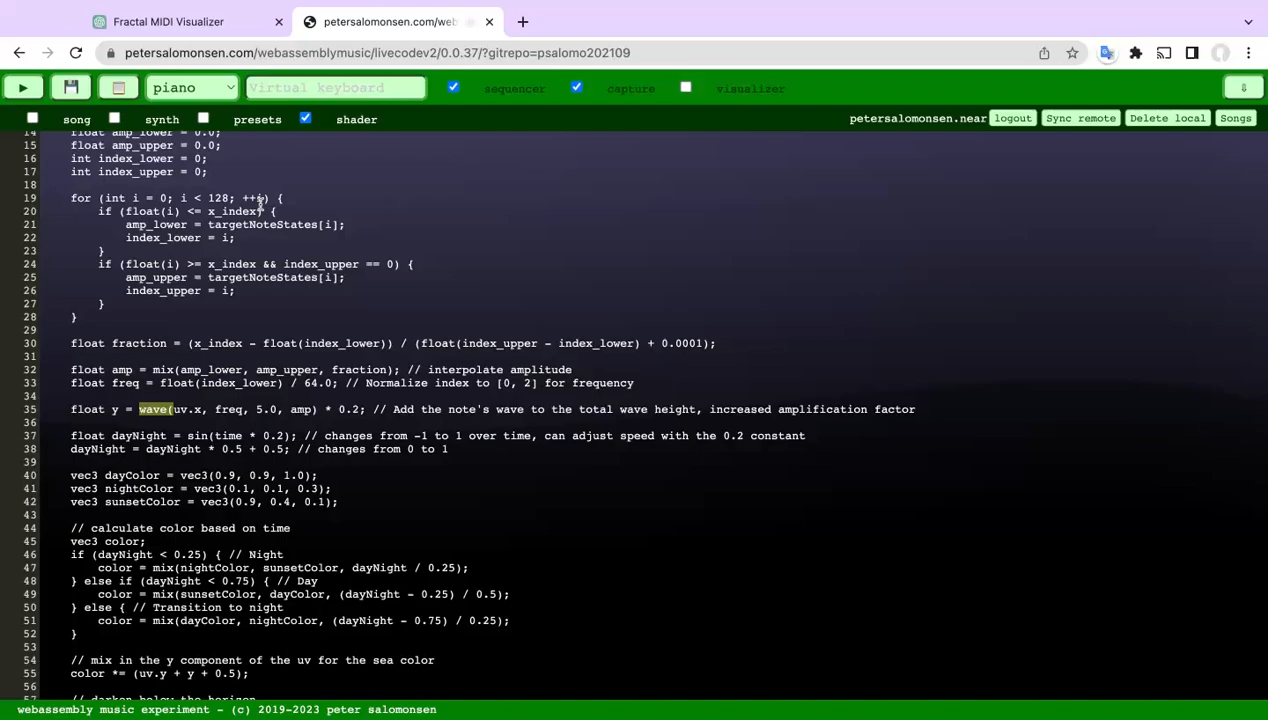 Fractal MIDI Visualizer
petersalomonsen.com/web
petersalomonsen.com/webassemblymusic/livecodev2/0.0.37/?gitrepo=psalomo202109
piano
Virtual keyboard
sequencer
capture
visualizer
song
synth
presets
shader
petersalomonsen.near
logout
Sync remote
Delete local
Songs
14 float amp_lower = 0.0;
15 float amp_upper = 0.0;
16 int index_lower = 0;
17 int index_upper = 0;
18
19 for (int i = 0; i < 128; ++i) {
20 if (float(i) <= x_index) {
21 amp_lower = targetNoteStates[i];
22 index_lower = i;
23 }
24 if (float(i) >= x_index && index_upper == 0) {
25 amp_upper = targetNoteStates[i];
26 index_upper = i;
27 }
28 }
29
30 float fraction = (x_index - float(index_lower)) / (float(index_upper - index_lower) + 0.0001);
31
32 float amp = mix(amp_lower, amp_upper, fraction); // interpolate amplitude
33 float freq = float(index_lower) / 64.0; // Normalize index to [0, 2] for frequency
34
35 float y = wave(uv.x, freq, 5.0, amp) * 0.2; // Add the note's wave to the total wave height, increased amplification factor
36
37 float dayNight = sin(time * 0.2); // changes from -1 to 1 over time, can adjust speed with the 0.2 constant
38 dayNight = dayNight * 0.5 + 0.5; // changes from 0 to 1
39
40 vec3 dayColor = vec3(0.9, 0.9, 1.0);
41 vec3 nightColor = vec3(0.1, 0.1, 0.3);
42 vec3 sunsetColor = vec3(0.9, 0.4, 0.1);
43
44 // calculate color based on time
45 vec3 color;
46 if (dayNight < 0.25) { // Night
47 color = mix(nightColor, sunsetColor, dayNight / 0.25);
48 } else if (dayNight < 0.75) { // Day
49 color = mix(sunsetColor, dayColor, (dayNight - 0.25) / 0.5);
50 } else { // Transition to night
51 color = mix(dayColor, nightColor, (dayNight - 0.75) / 0.25);
52 }
53
54 // mix in the y component of the uv for the sea color
55 color *= (uv.y + y + 0.5);
56
57 // darken below the horizon
webassembly music experiment - (c) 2019-2023 peter salomonsen